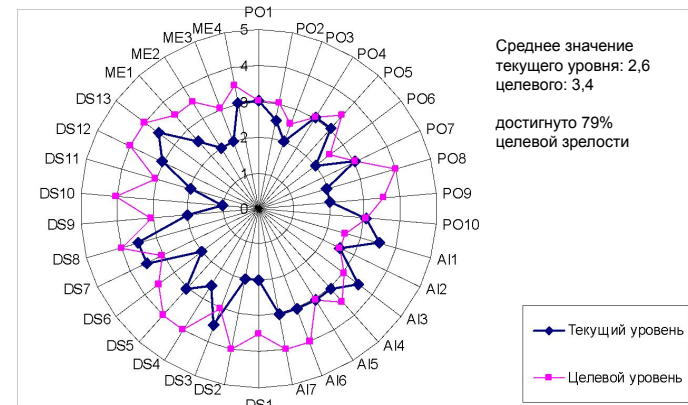 PO1
PO2
PO3
PO4
PO5
PO6
PO7
PO8
PO9
PO10
AI1
AI2
AI3
AI4
AI5
AI6
AI7
DS1
DS2
DS3
DS4
DS5
DS6
DS7
DS8
DS9
DS10
DS11
DS12
DS13
ME1
ME2
ME3
ME4
5
4
3
2
1
0
Среднее значение
текущего уровня: 2,6
целевого: 3,4
достигнуто 79%
целевой зрелости
Текущий уровень
Целевой уровень